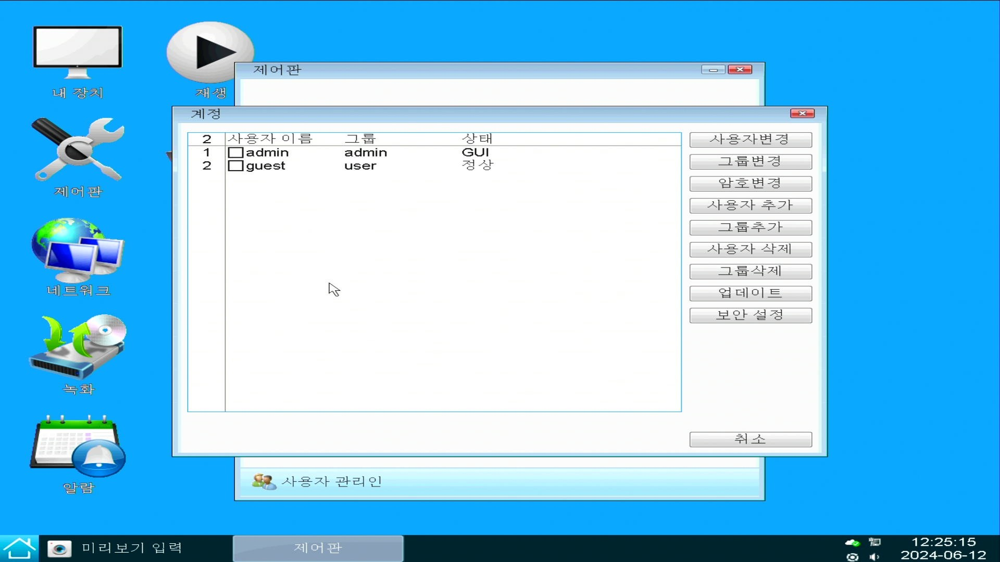 내 장치
재생
제어판
네트워크
녹화
알람
제어판
계정
2 사용자 이름 그룹 상태
1 admin admin GUI
2 guest user 정상
사용자변경
그룹변경
암호변경
사용자 추가
그룹추가
사용자 삭제
그룹삭제
업데이트
보안 설정
취소
사용자 관리인
미리보기 입력
제어판
12:25:15
2024-06-12